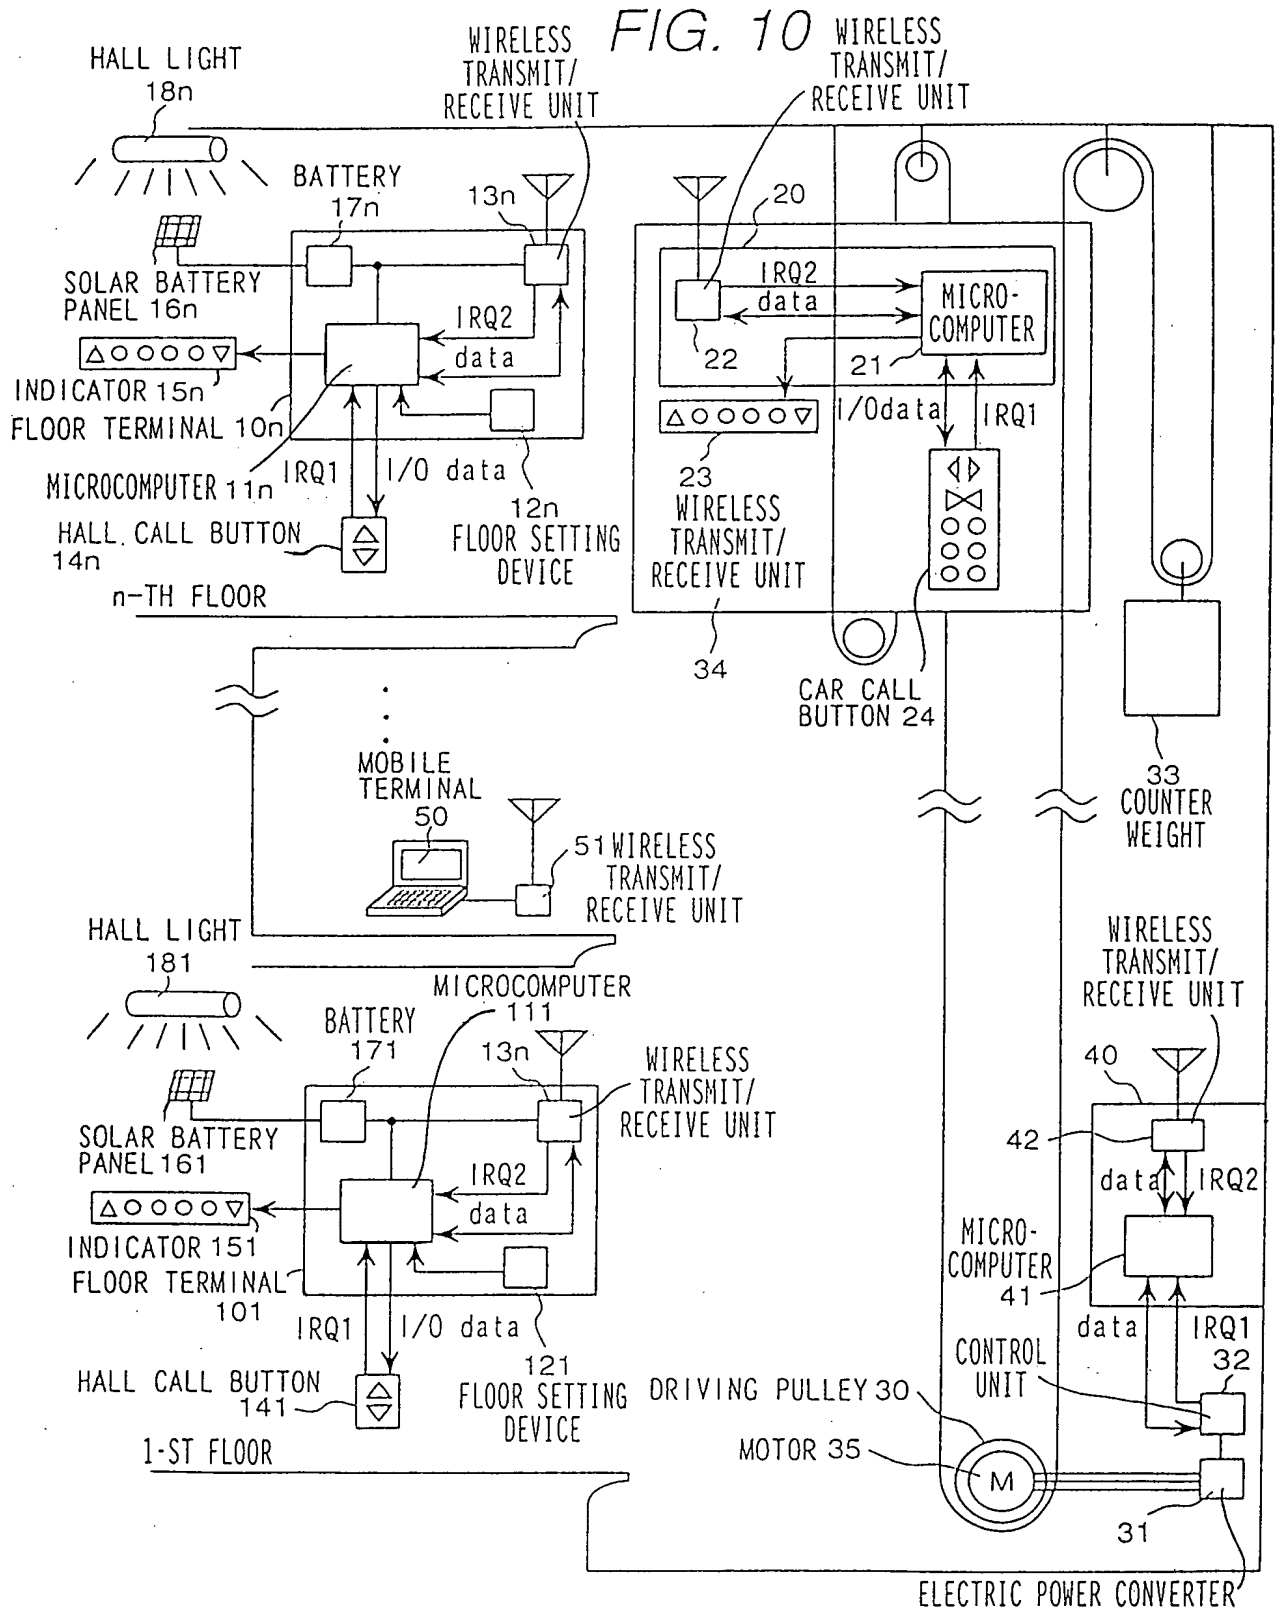 FIG. 10
HALL LIGHT
18n
WIRELESS
TRANSMIT/
RECEIVE UNIT
WIRELESS
TRANSMIT/
RECEIVE UNIT
BATTERY
17n
13n
20
SOLAR BATTERY
PANEL 16n
IRQ2
data
IRQ2
data
MICRO-
COMPUTER
22
21
INDICATOR 15n
FLOOR TERMINAL 10n
I/Odata
IRQ1
23
MICROCOMPUTER 11n
IRQ1
I/O data
12n
FLOOR SETTING
DEVICE
HALL CALL BUTTON
14n
WIRELESS
TRANSMIT/
RECEIVE UNIT
34
n-TH FLOOR
CAR CALL
BUTTON 24
33
COUNTER
WEIGHT
MOBILE
TERMINAL
50
51 WIRELESS
TRANSMIT/
RECEIVE UNIT
HALL LIGHT
181
MICROCOMPUTER
111
BATTERY
171
13n
WIRELESS
TRANSMIT/
RECEIVE UNIT
WIRELESS
TRANSMIT/
RECEIVE UNIT
40
42
SOLAR BATTERY
PANEL 161
IRQ2
data
data
IRQ2
INDICATOR 151
FLOOR TERMINAL
101
MICRO-
COMPUTER
41
IRQ1
I/O data
121
FLOOR SETTING
DEVICE
data
IRQ1
32
CONTROL
UNIT
HALL CALL BUTTON
141
DRIVING PULLEY 30
MOTOR 35
M
1-ST FLOOR
31
ELECTRIC POWER CONVERTER